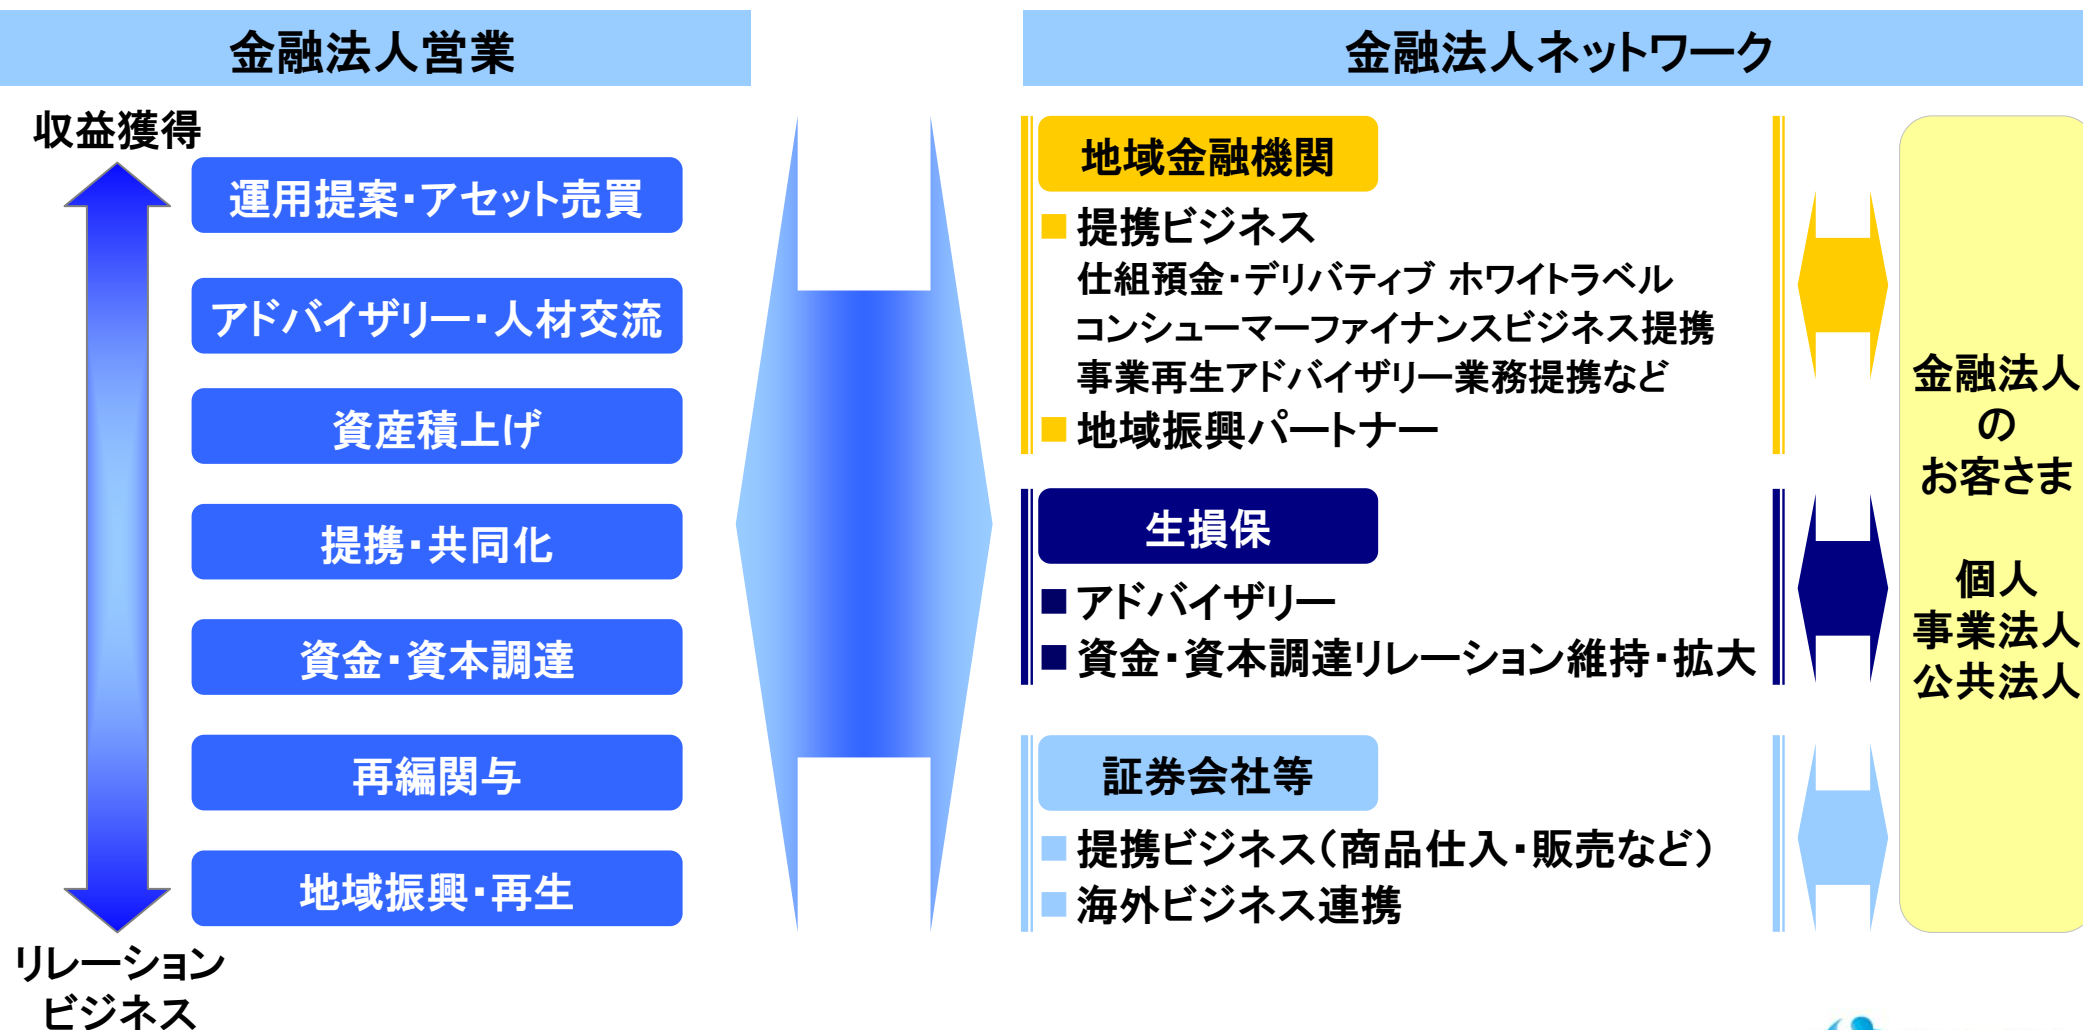 金融法人営業
収益獲得
運用提案・アセット売買
アドバイザリー・人材交流
資産積上げ
提携・共同化
資金・資本調達
再編関与
地域振興・再生
リレーション
ビジネス
金融法人ネットワーク
地域金融機関
■提携ビジネス
仕組預金・デリバティブ ホワイトラベル
コンシューマーファイナンスビジネス提携
事業再生アドバイザリー業務提携など
■地域振興パートナー
生損保
■アドバイザリー
■資金・資本調達リレーション維持・拡大
証券会社等
■提携ビジネス（商品仕入・販売など）
■海外ビジネス連携
金融法人
の
お客さま
個人
事業法人
公共法人